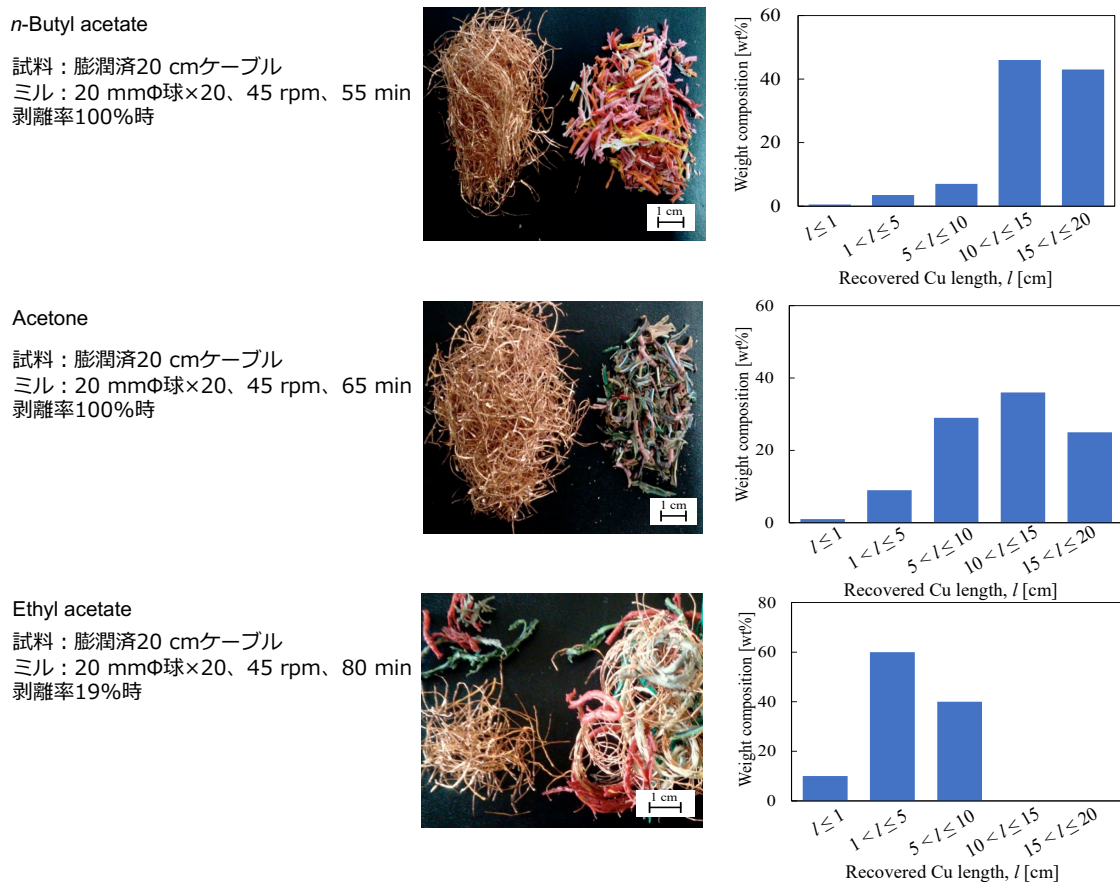 n-Butyl acetate
試料：膨潤済20 cmケーブル
ミル：20 mmΦ球×20、45 rpm、55 min
剥離率100%時
1 cm
Weight composition [wt%]
60
40
20
0
l ≤ 1
1 < l ≤ 5
5 < l ≤ 10
10 < l ≤ 15
15 < l ≤ 20
Recovered Cu length, l [cm]
Acetone
試料：膨潤済20 cmケーブル
ミル：20 mmΦ球×20、45 rpm、65 min
剥離率100%時
1 cm
Weight composition [wt%]
60
40
20
0
l ≤ 1
1 < l ≤ 5
5 < l ≤ 10
10 < l ≤ 15
15 < l ≤ 20
Recovered Cu length, l [cm]
Ethyl acetate
試料：膨潤済20 cmケーブル
ミル：20 mmΦ球×20、45 rpm、80 min
剥離率19%時
1 cm
Weight composition [wt%]
80
60
40
20
0
l ≤ 1
1 < l ≤ 5
5 < l ≤ 10
10 < l ≤ 15
15 < l ≤ 20
Recovered Cu length, l [cm]